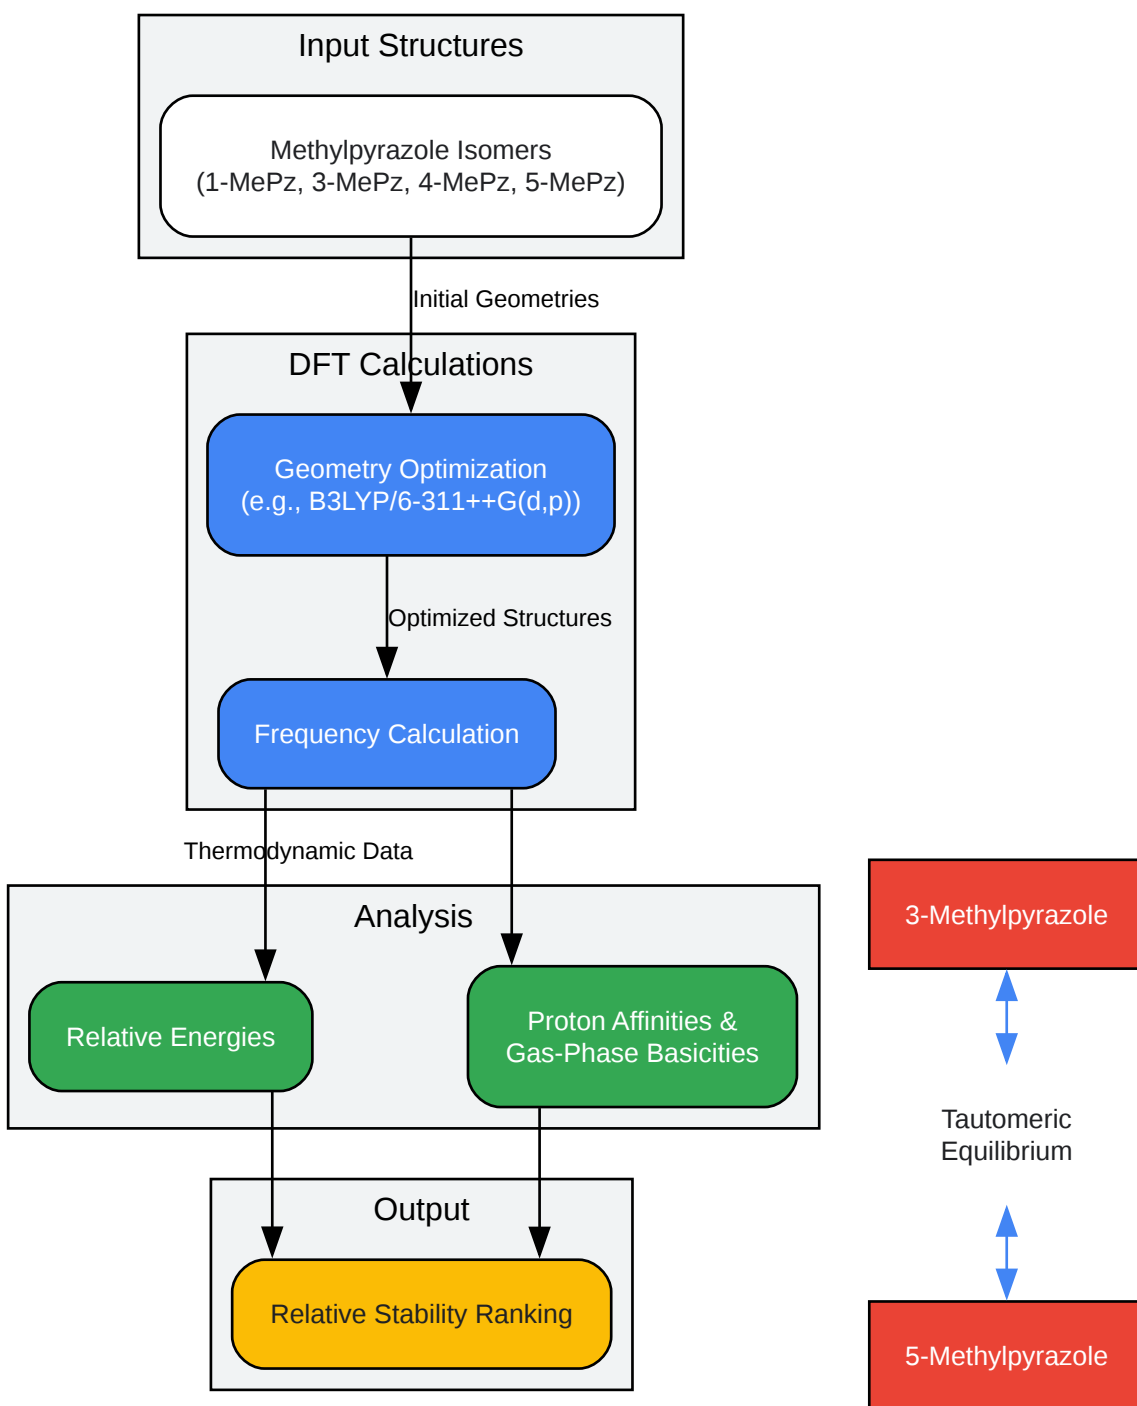 Input Structures
Methylpyrazole Isomers
(1-MePz, 3-MePz, 4-MePz, 5-MePz)
Initial Geometries
DFT Calculations
Geometry Optimization
(e.g., B3LYP/6-311++G(d,p))
Optimized Structures
Frequency Calculation
Thermodynamic Data
Analysis
Relative Energies
Proton Affinities &
Gas-Phase Basicities
Output
Relative Stability Ranking
3-Methylpyrazole
Tautomeric
Equilibrium
5-Methylpyrazole